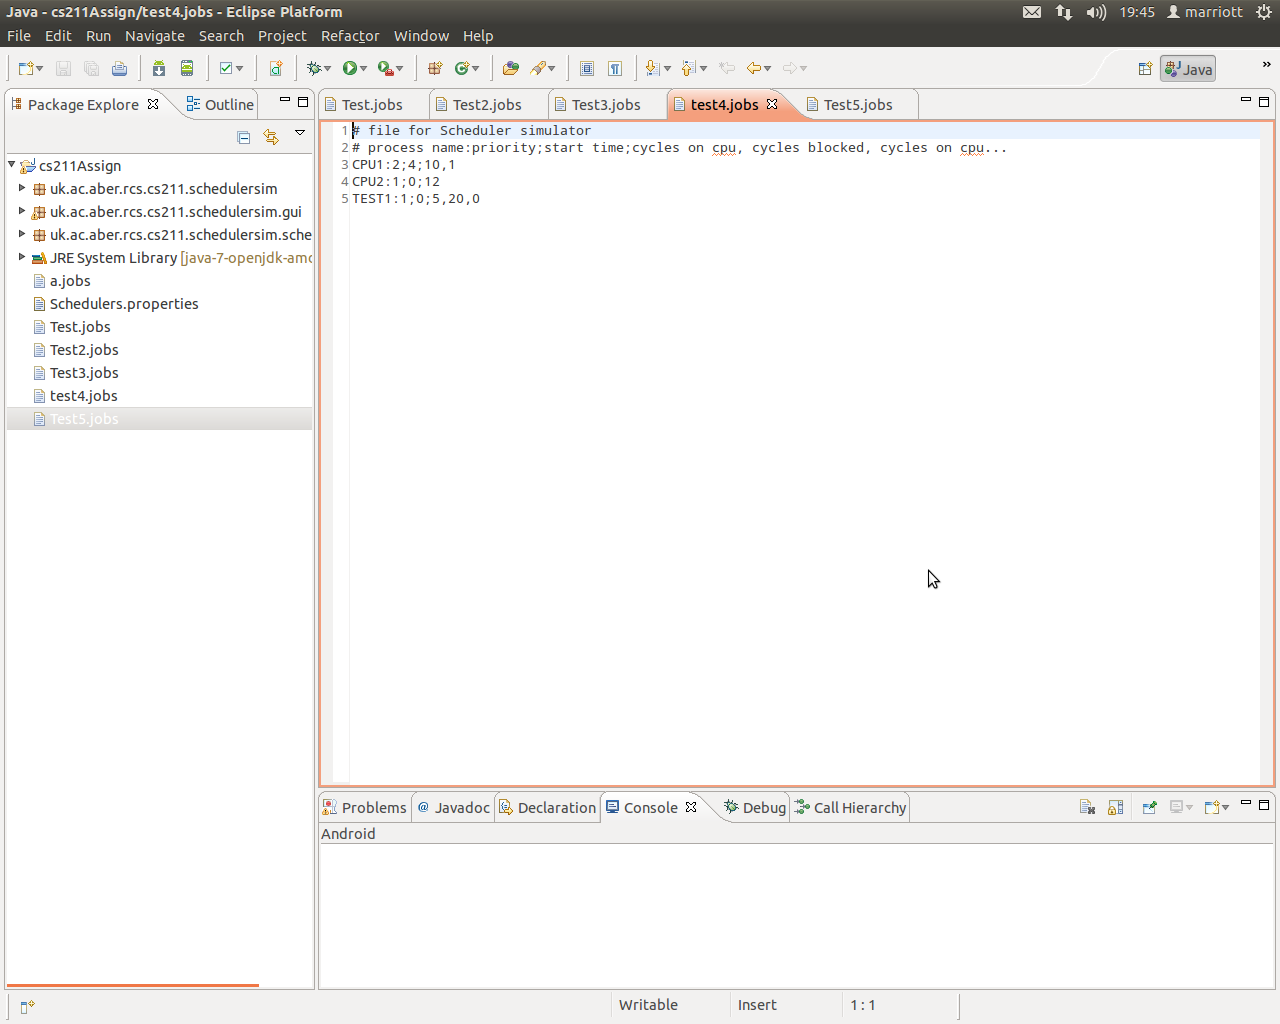 Java - cs211Assign/test4.jobs - Eclipse Platform
19:45 marriott
File Edit Run Navigate Search Project Refactor Window Help
Java »
Package Explore Outline
Test.jobs Test2.jobs Test3.jobs test4.jobs Test5.jobs
cs211Assign
uk.ac.aber.rcs.cs211.schedulersim
uk.ac.aber.rcs.cs211.schedulersim.gui
uk.ac.aber.rcs.cs211.schedulersim.sche
JRE System Library [java-7-openjdk-amd
a.jobs
Schedulers.properties
Test.jobs
Test2.jobs
Test3.jobs
test4.jobs
Test5.jobs
1 # file for Scheduler simulator
2 # process name:priority;start time;cycles on cpu, cycles blocked, cycles on cpu...
3 CPU1:2;4;10,1
4 CPU2:1;0;12
5 TEST1:1;0;5,20,0
Problems @ Javadoc Declaration Console Debug Call Hierarchy
Android
Writable Insert 1 : 1